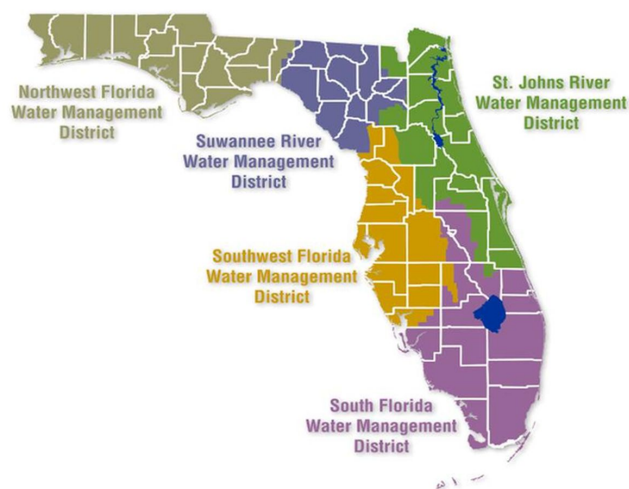 Northwest Florida
Water Management
District
St. Johns River
Water Management
District
Suwannee River
Water Management
District
Southwest Florida
Water Management
District
South Florida
Water Management
District